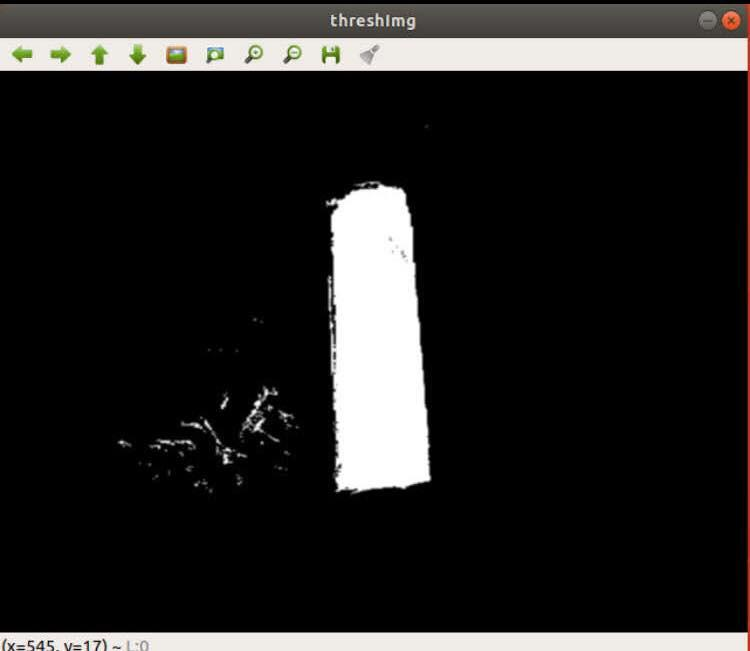 threshImg
(x=545, y=17) ~ L:0